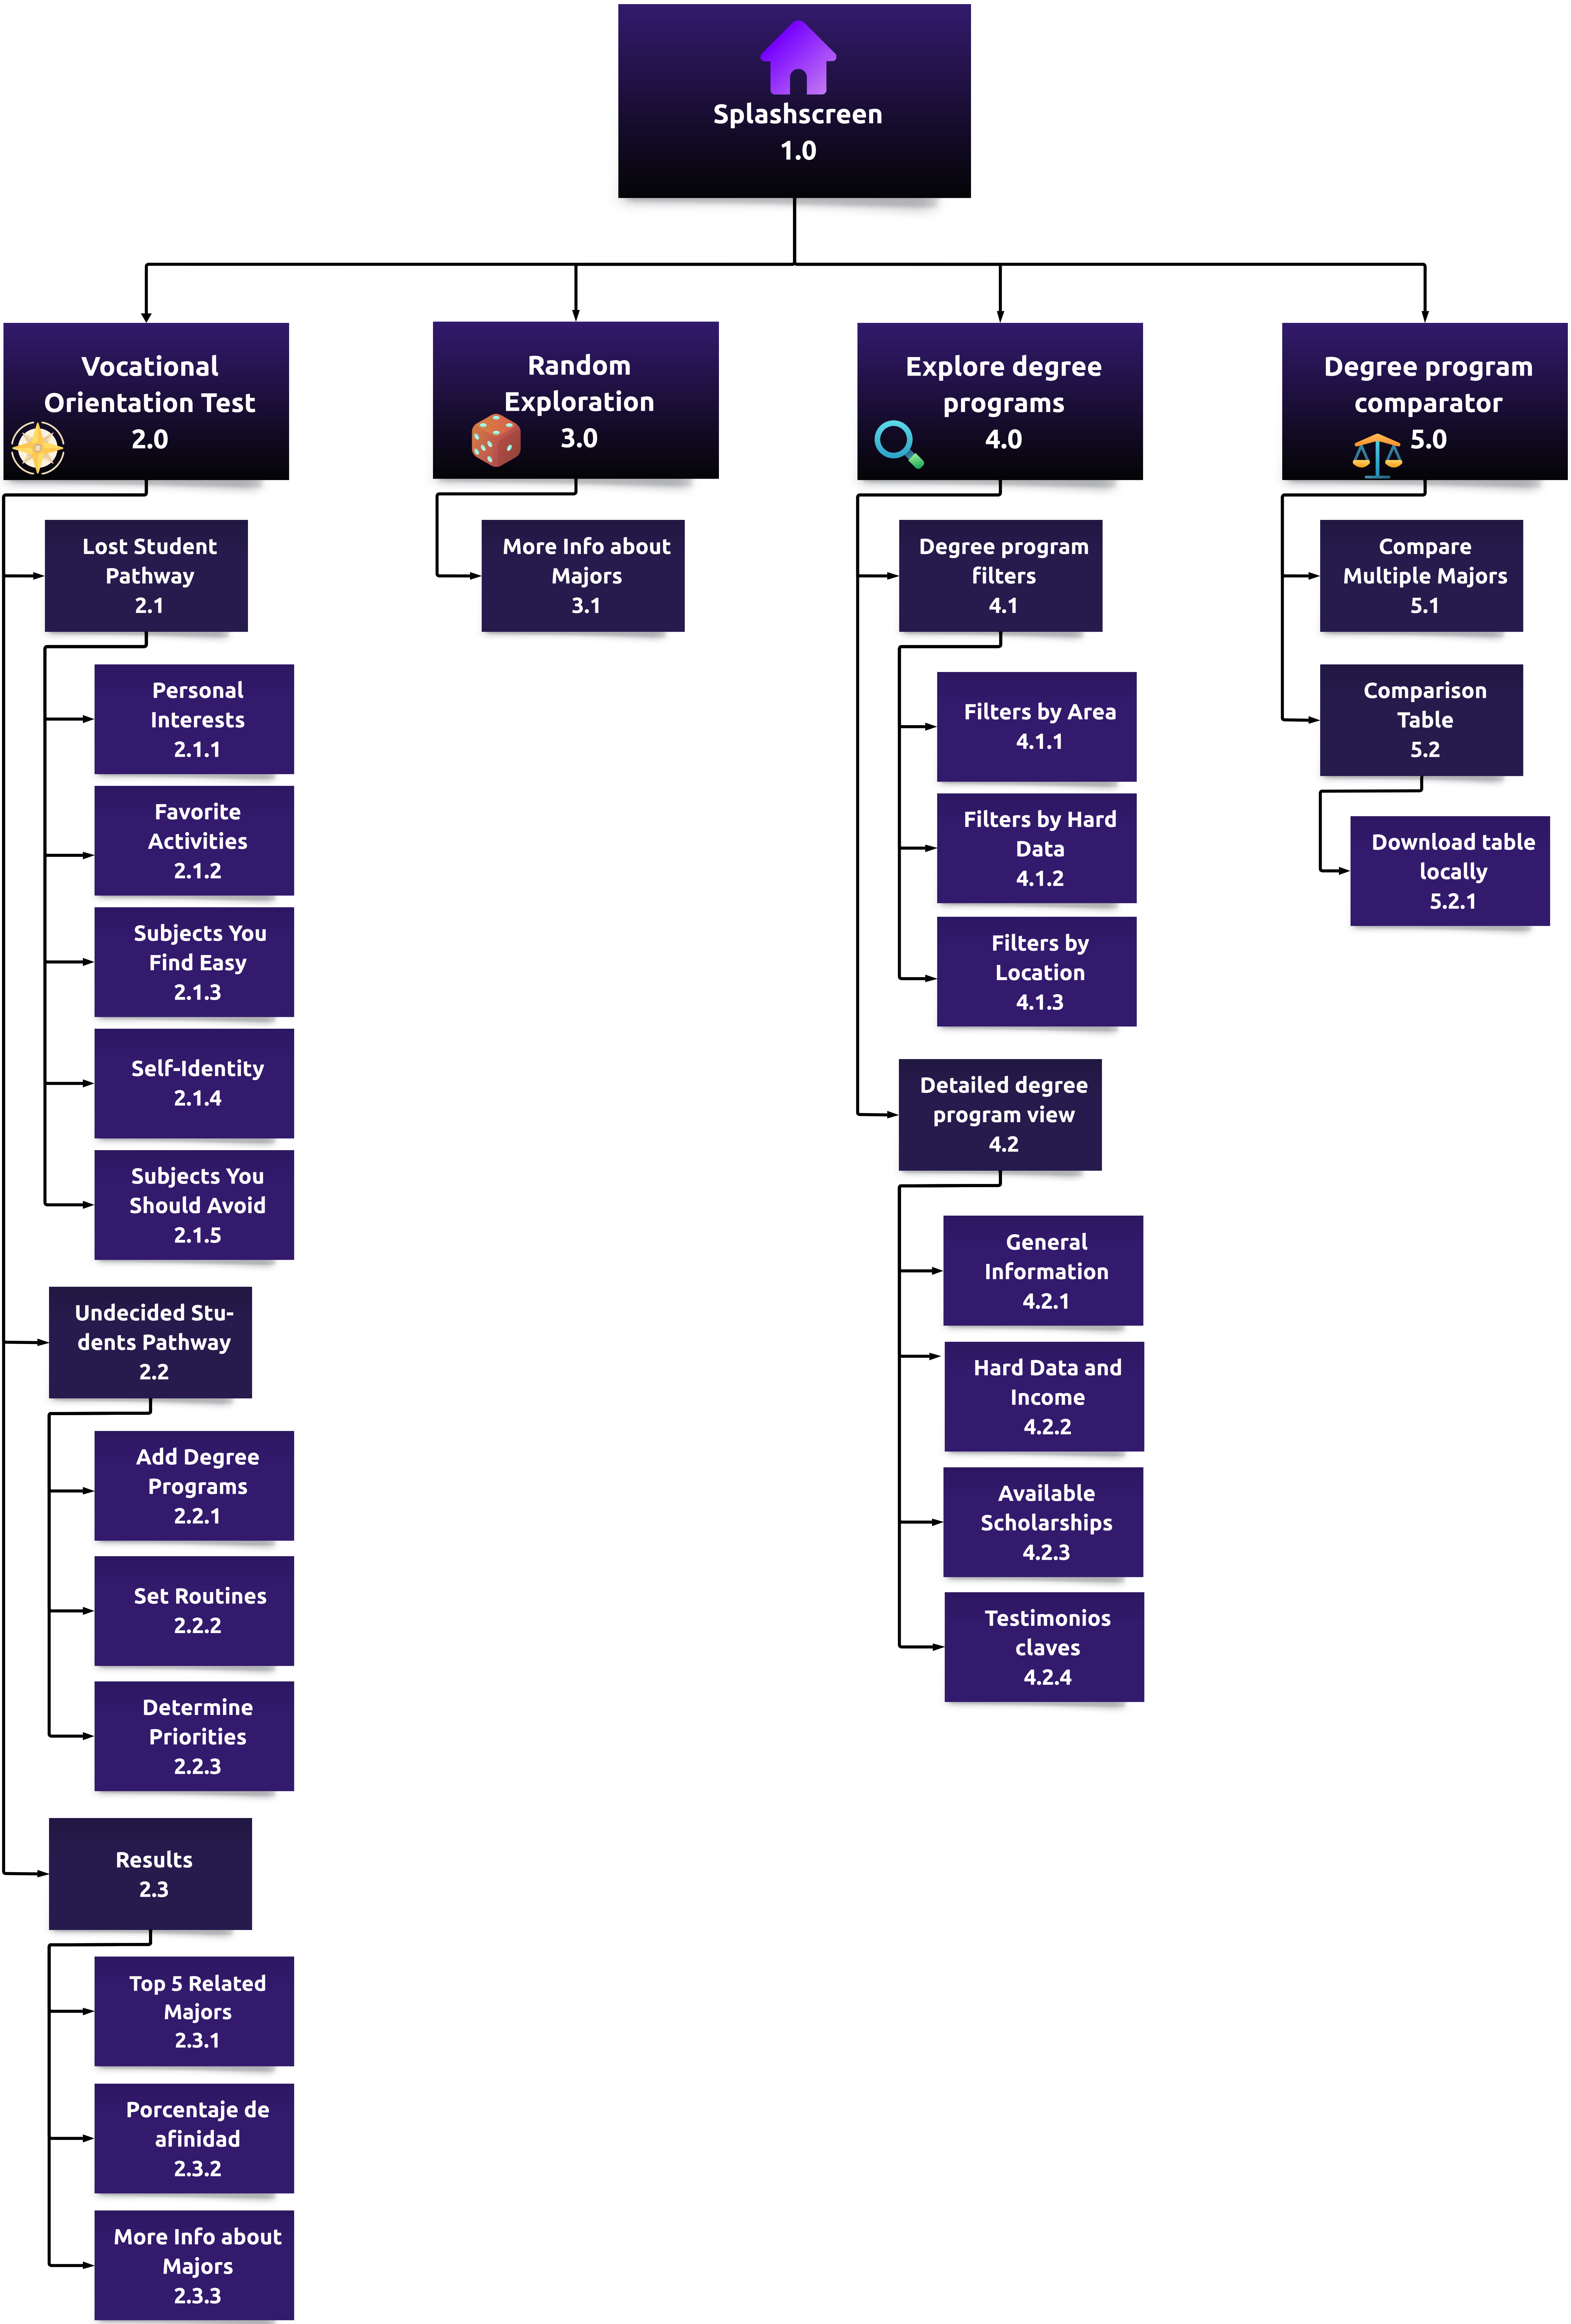 Splashscreen
1.0
Vocational
Orientation Test
2.0
Lost Student
Pathway
2.1
Personal
Interests
2.1.1
Favorite
Activities
2.1.2
Subjects You
Find Easy
2.1.3
Self-Identity
2.1.4
Subjects You
Should Avoid
2.1.5
Undecided Stu-
dents Pathway
2.2
Add Degree
Programs
2.2.1
Set Routines
2.2.2
Determine
Priorities
2.2.3
Results
2.3
Top 5 Related
Majors
2.3.1
Porcentaje de
afinidad
2.3.2
More Info about
Majors
2.3.3
Random
Exploration
3.0
More Info about
Majors
3.1
Explore degree
programs
4.0
Degree program
filters
4.1
Filters by Area
4.1.1
Filters by Hard
Data
4.1.2
Filters by
Location
4.1.3
Detailed degree
program view
4.2
General
Information
4.2.1
Hard Data and
Income
4.2.2
Available
Scholarships
4.2.3
Testimonios
claves
4.2.4
Degree program
comparator
5.0
Compare
Multiple Majors
5.1
Comparison
Table
5.2
Download table
locally
5.2.1